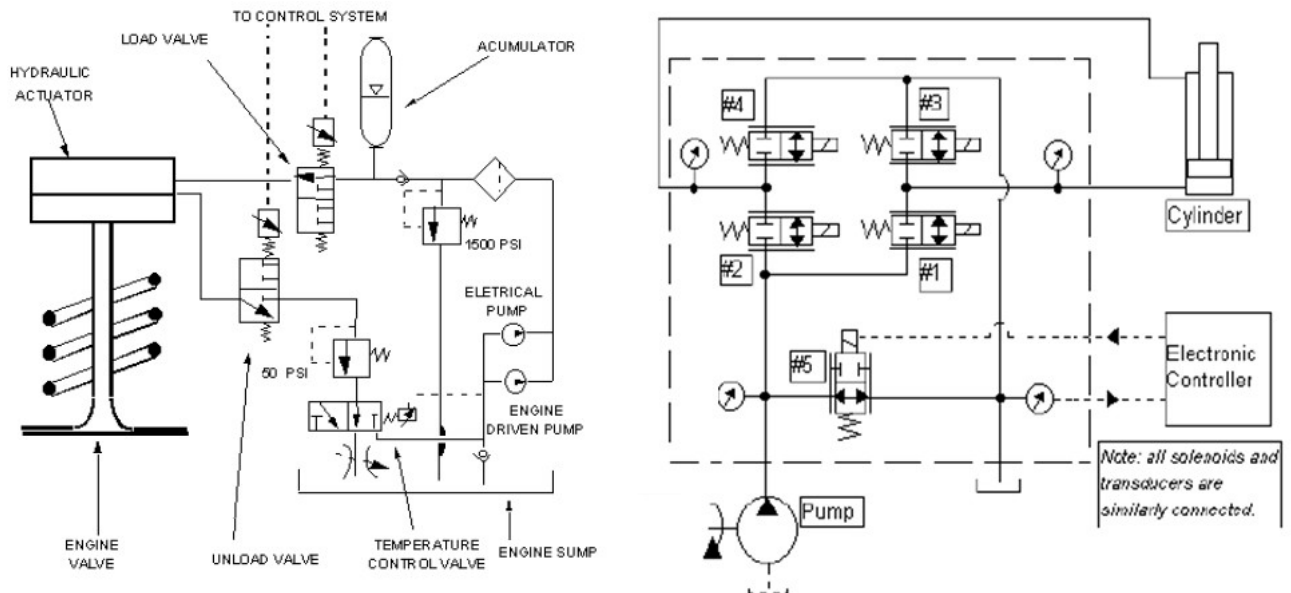 TO CONTROL SYSTEM
LOAD VALVE
ACUMULATOR
HYDRAULIC
ACTUATOR
1500 PSI
ELETRICAL
PUMP
50 PSI
ENGINE
DRIVEN PUMP
ENGINE
VALVE
UNLOAD VALVE
TEMPERATURE
CONTROL VALVE
ENGINE SUMP
#4
#3
Cylinder
#2
#1
#5
Electronic
Controller
Pump
Note: all solenoids and
transducers are
similarly connected.